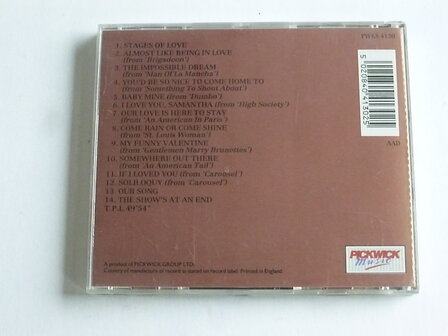 PWKS 4130
1. STAGES OF LOVE
2. ALMOST LIKE BEING IN LOVE
(from 'Brigadoon')
3. THE IMPOSSIBLE DREAM
(from 'Man Of La Mancha')
4. YOU'D BE SO NICE TO COME HOME TO
(from 'Something To Shout About')
5. BABY MINE (from 'Dumbo')
6. I LOVE YOU, SAMANTHA (from 'High Society')
7. OUR LOVE IS HERE TO STAY
(from 'An American In Paris')
8. COME RAIN OR COME SHINE
(from 'St. Louis Woman')
9. MY FUNNY VALENTINE
(from 'Gentlemen Marry Brunettes')
10. SOMEWHERE OUT THERE
(from 'An American Tail')
11. IF I LOVED YOU (from 'Carousel')
12. SOLILOQUY (from 'Carousel')
13. OUR SONG
14. THE SHOW'S AT AN END
T.P.L. 49'54"
5 020840 413025
AAD
PICKWICK
Music
A product of PICKWICK GROUP LTD.
Country of manufacture of record as stated on record label. Printed in England.